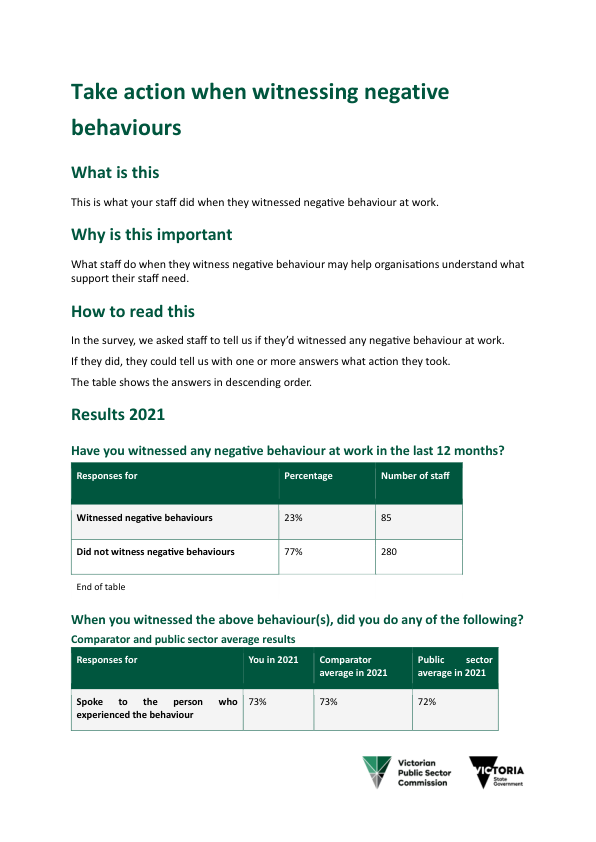 Take action when witnessing negative
behaviours
What is this
This is what your staff did when they witnessed negative behaviour at work.
Why is this important
What staff do when they witness negative behaviour may help organisations understand what
support their staff need.
How to read this
In the survey, we asked staff to tell us if they’d witnessed any negative behaviour at work.
If they did, they could tell us with one or more answers what action they took.
The table shows the answers in descending order.
Results 2021
Have you witnessed any negative behaviour at work in the last 12 months?
Responses for Percentage Number of staff
Witnessed negative behaviours 23% 85
Did not witness negative behaviours 77% 280
End of table
When you witnessed the above behaviour(s), did you do any of the following?
Comparator and public sector average results
Responses for You in 2021 Comparator average in 2021 Public sector average in 2021
Spoke to the person who experienced the behaviour 73% 73% 72%
Victorian
Public Sector
Commission
VICTORIA
State
Government